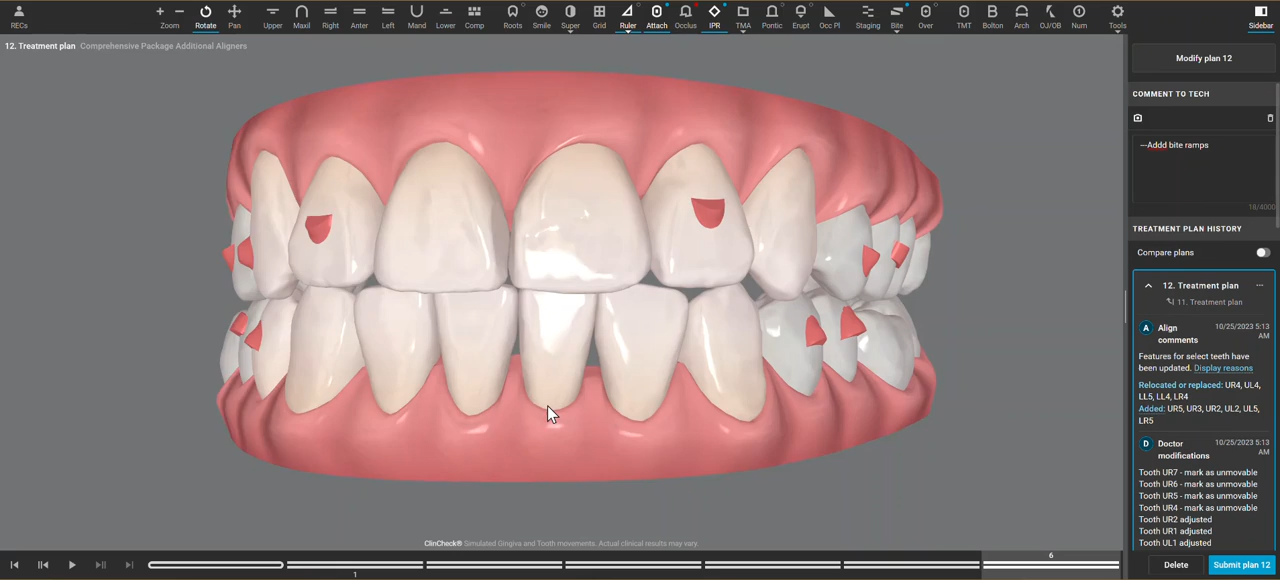 RECs
Zoom
Rotate
Pan
Upper
Maxil
Right
Anter
Left
Mand
Lower
Comp
Roots
Smile
Super
Grid
Ruler
Attach
Occlus
IPR
TMA
Pontic
Erupt
Occ Pl
Staging
Bite
Over
TMT
Bolton
Arch
OJ/OB
Num
Tools
Sidebar
12. Treatment plan Comprehensive Package Additional Aligners
Modify plan 12
COMMENT TO TECH
--Addd bite ramps
18/4000
TREATMENT PLAN HISTORY
Compare plans
12. Treatment plan
11. Treatment plan
A Align comments 10/25/2023 5:13 AM
Features for select teeth have
been updated. Display reasons
Relocated or replaced: UR4, UL4,
LL5, LL4, LR4
Added: UR5, UR3, UR2, UL2, UL5,
LR5
D Doctor modifications 10/25/2023 5:13 AM
Tooth UR7 - mark as unmovable
Tooth UR6 - mark as unmovable
Tooth UR5 - mark as unmovable
Tooth UR4 - mark as unmovable
Tooth UR2 adjusted
Tooth UR1 adjusted
Tooth UL1 adjusted
ClinCheck® Simulated Gingiva and Tooth movements. Actual clinical results may vary.
6
1
Delete
Submit plan 12